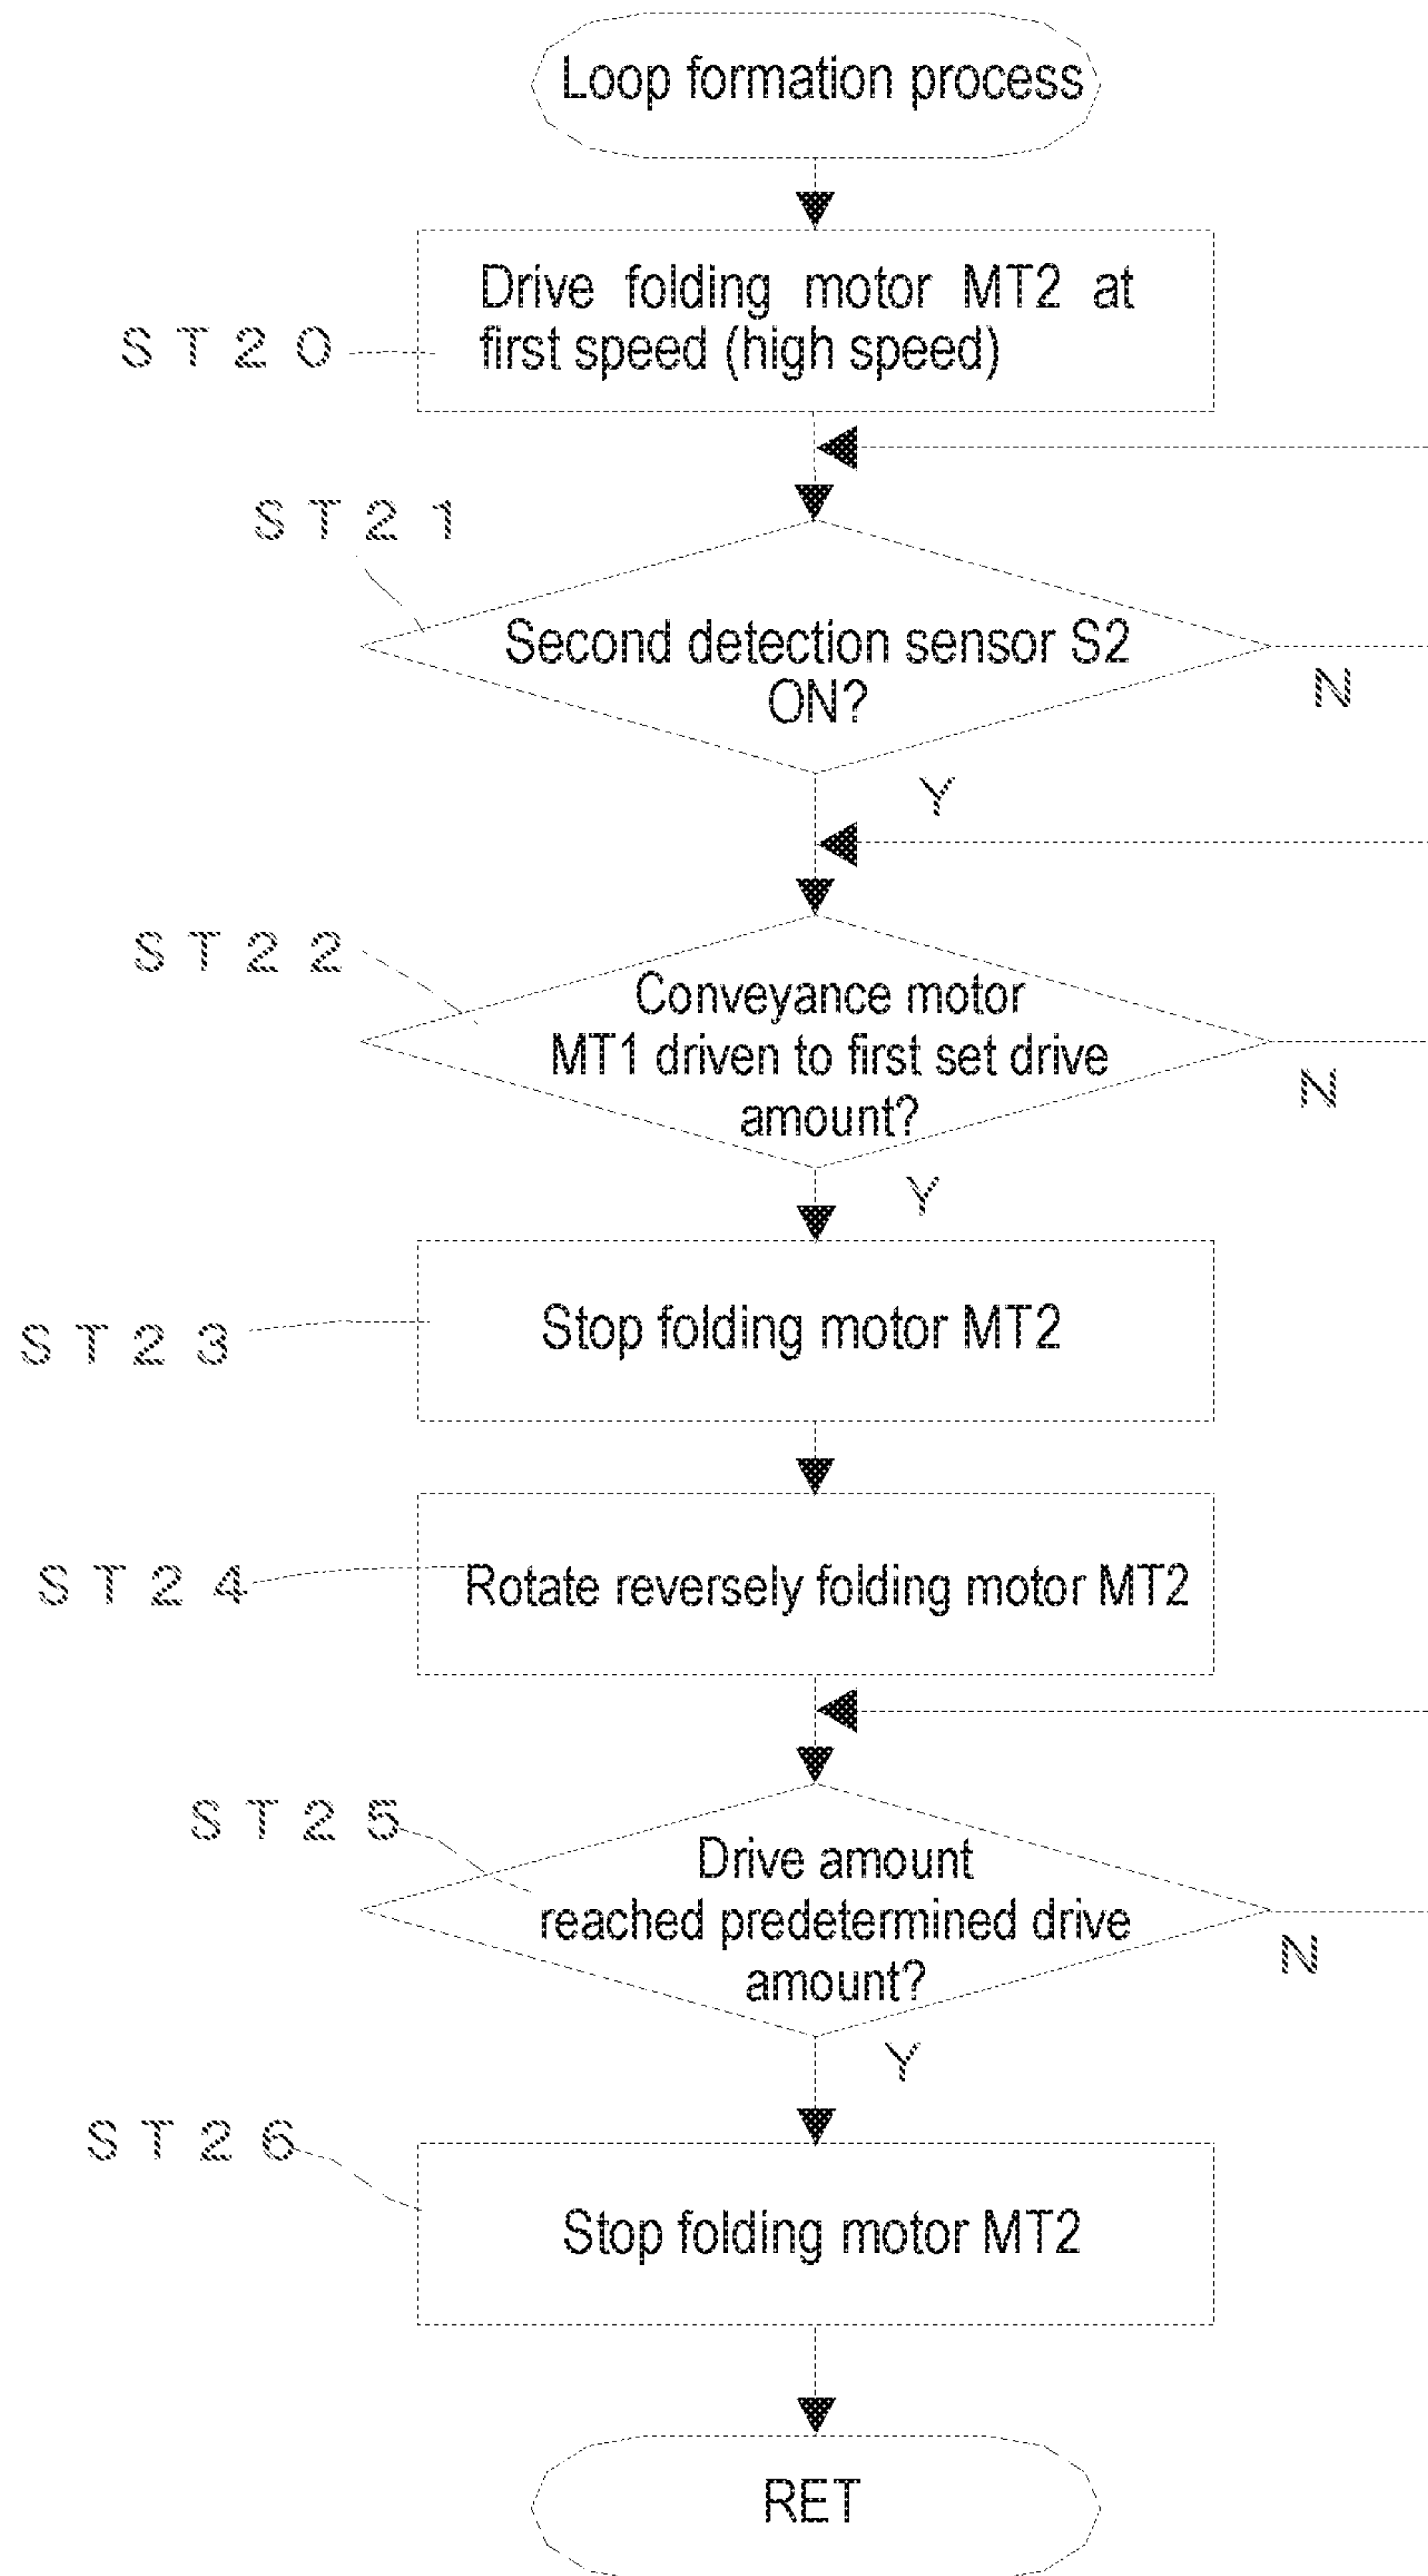 Loop formation process
Drive folding motor MT2 at
first speed (high speed)
ST20
ST21
Second detection sensor S2
ON?
N
Y
ST22
Conveyance motor
MT1 driven to first set drive
amount?
N
Y
Stop folding motor MT2
ST23
Rotate reversely folding motor MT2
ST24
ST25
Drive amount
reached predetermined drive
amount?
N
Y
ST26
Stop folding motor MT2
RET